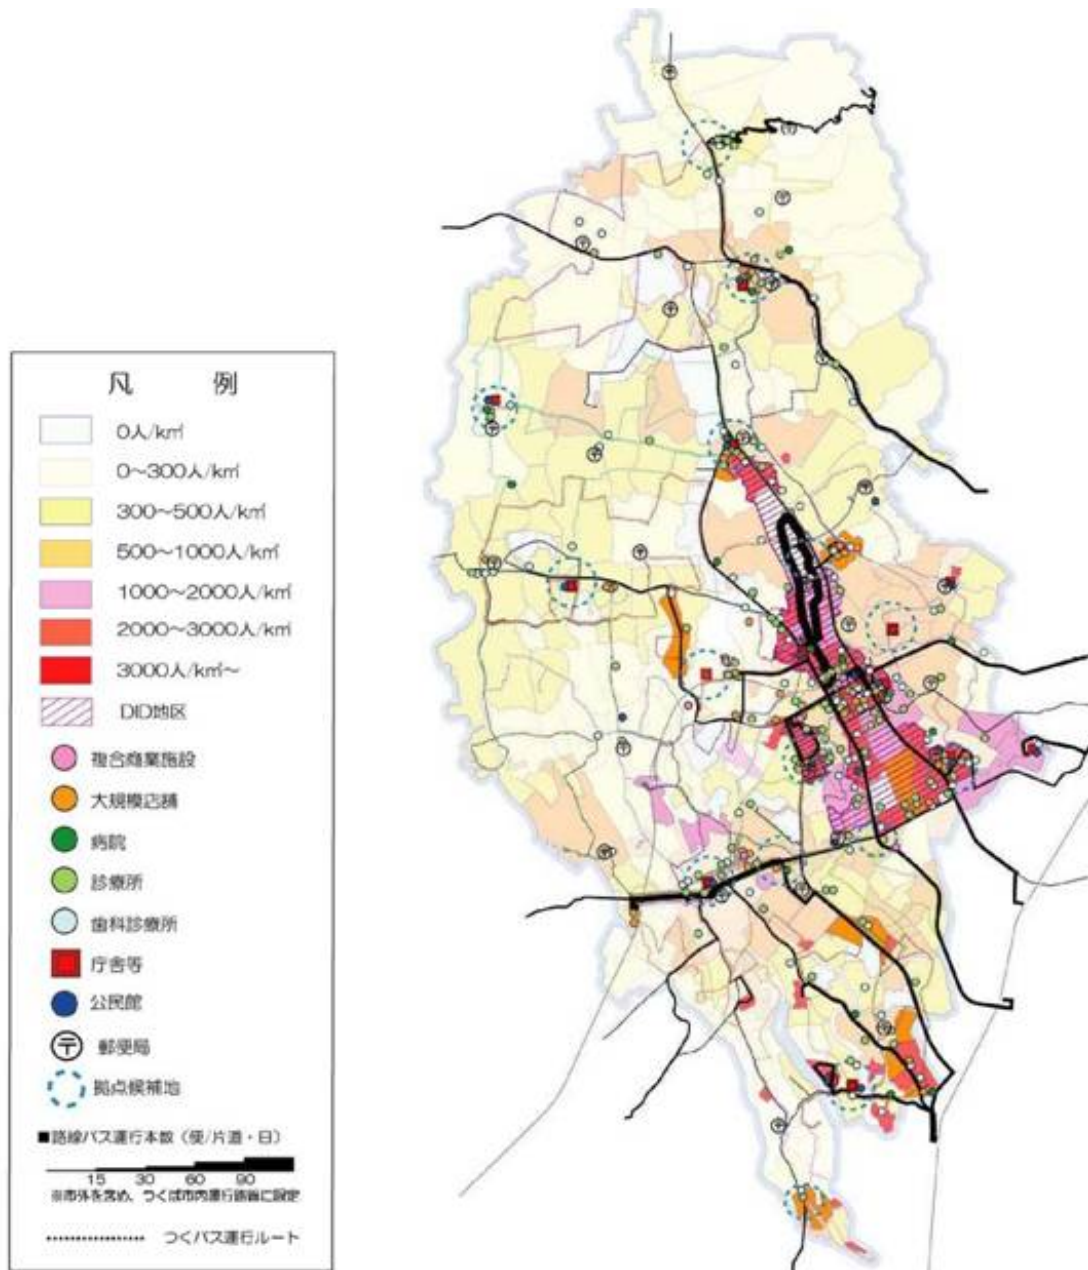 凡 例
0人/k㎡
0～300人/k㎡
300～500人/k㎡
500～1000人/k㎡
1000～2000人/k㎡
2000～3000人/k㎡
3000人/k㎡～
DID地区
複合商業施設
大規模店舗
病院
診療所
歯科診療所
庁舎等
公民館
郵便局
拠点候補地
■路線バス運行本数（便/片道・日）
15 30 60 90
※市外を含め、つくば市内運行路線に設定
つくバス運行ルート